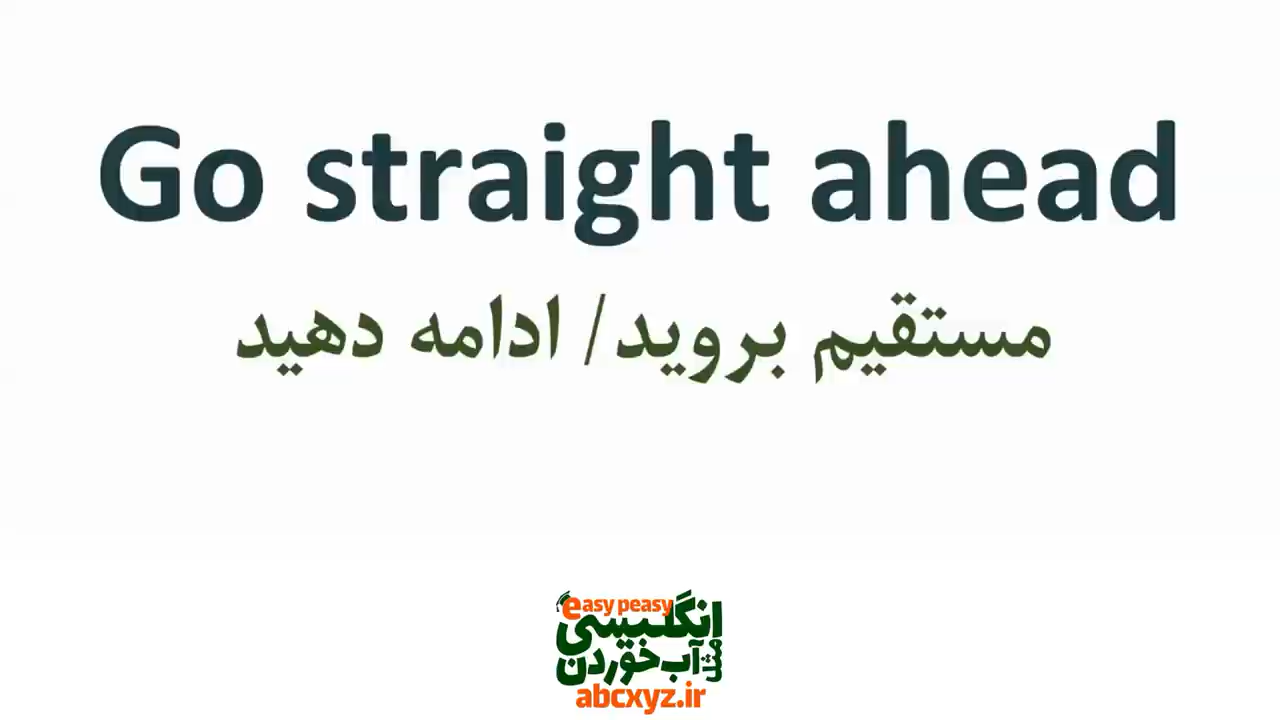 Go straight ahead
مستقیم بروید/ ادامه دهید
easy peasy
انگلیسی
مثل آب خوردن
abcxyz.ir